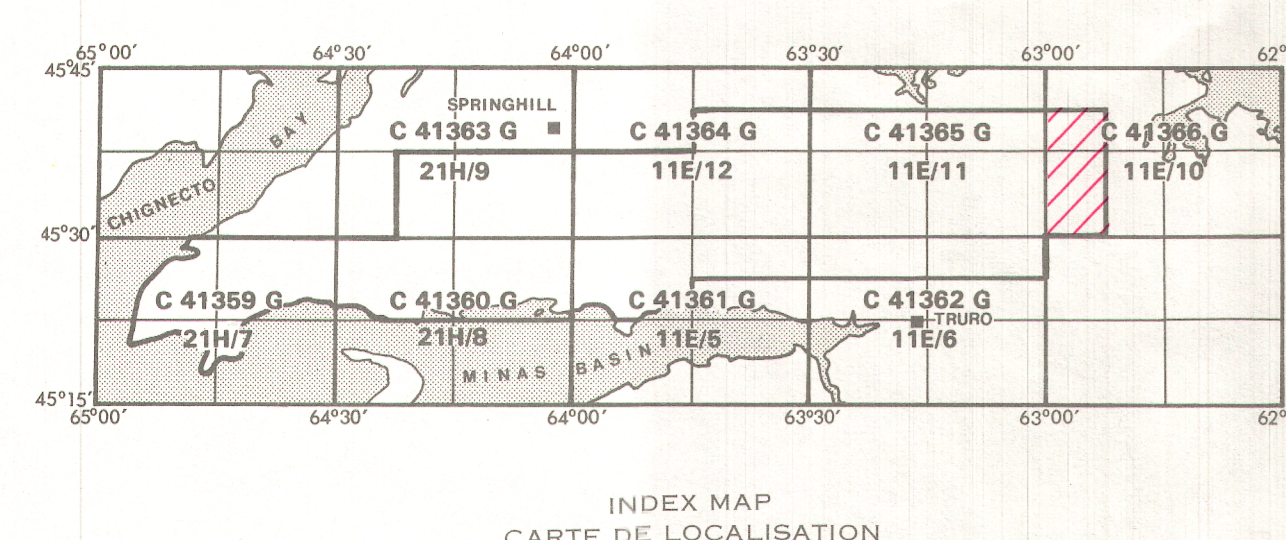 65°00' 64°30' 64°00' 63°30' 63°00' 62°
45°45'
SPRINGHILL
BAY
C 41363 G C 41364 G C 41365 G C 41366 G
21H/9 11E/12 11E/11 11E/10
CHIGNECTO
45°30'
C 41359 G C 41360 G C 41361 G C 41362 G
TRURO
21H/7 21H/8 11E/5 11E/6
MINAS BASIN
45°15'
65°00' 64°30' 64°00' 63°30' 63°00' 62°
INDEX MAP
CARTE DE LOCALISATION